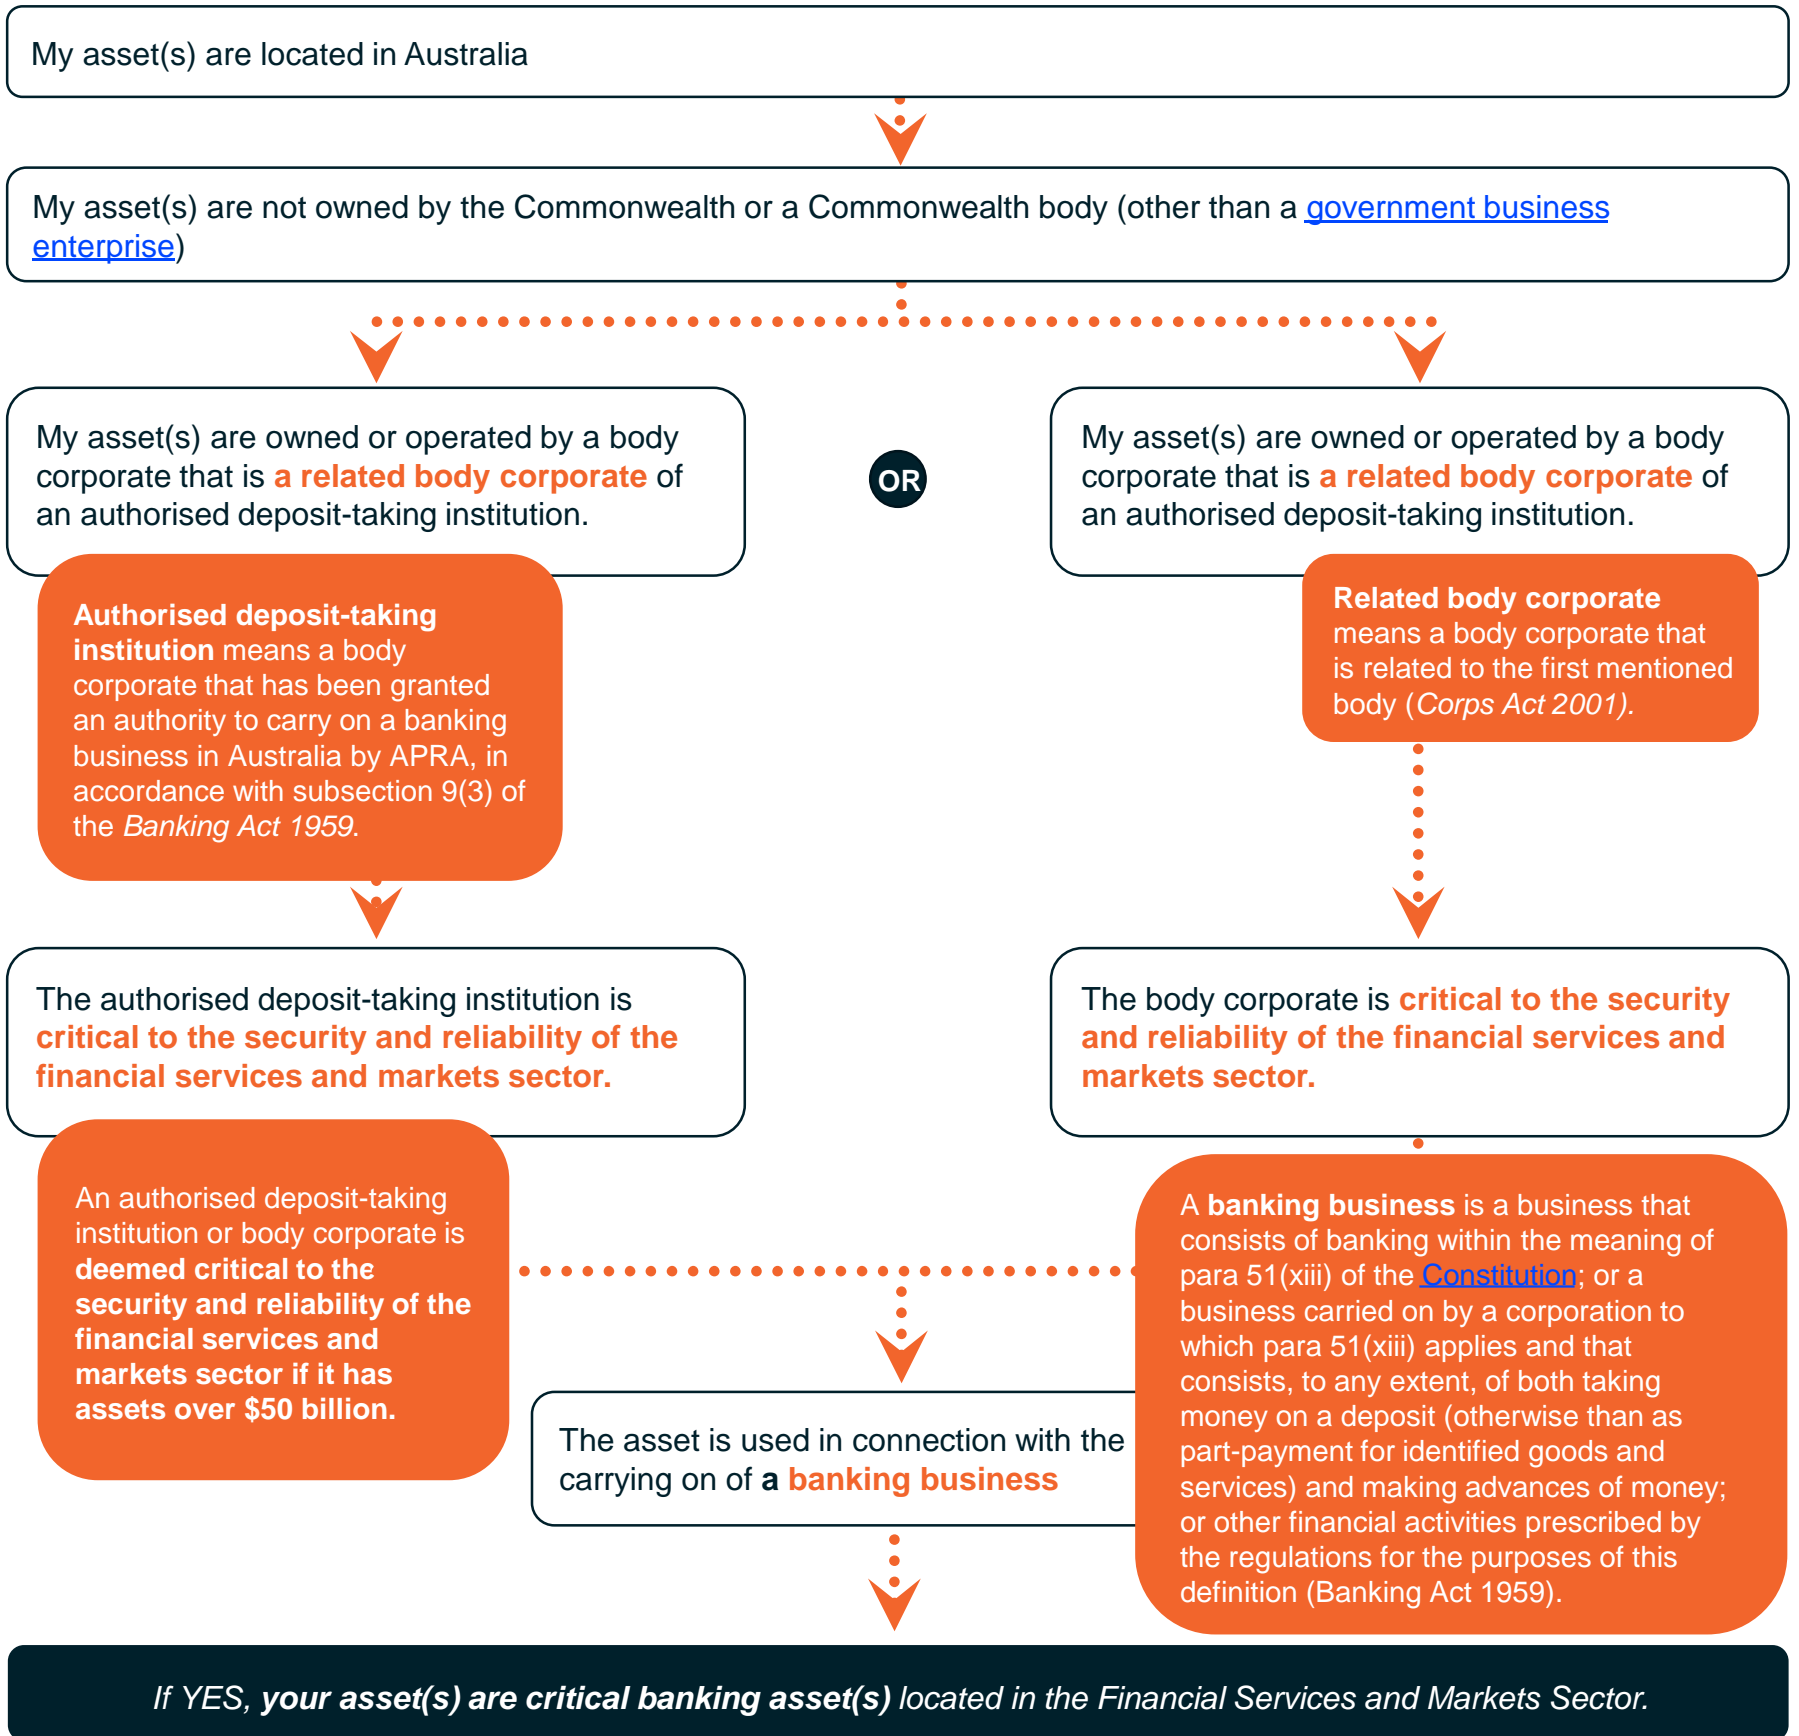 My asset(s) are located in Australia
My asset(s) are not owned by the Commonwealth or a Commonwealth body (other than a government business
enterprise)
My asset(s) are owned or operated by a body
corporate that is a related body corporate of
an authorised deposit-taking institution.
OR
My asset(s) are owned or operated by a body
corporate that is a related body corporate of
an authorised deposit-taking institution.
Authorised deposit-taking
institution means a body
corporate that has been granted
an authority to carry on a banking
business in Australia by APRA, in
accordance with subsection 9(3) of
the Banking Act 1959.
Related body corporate
means a body corporate that
is related to the first mentioned
body (Corps Act 2001).
The authorised deposit-taking institution is
critical to the security and reliability of the
financial services and markets sector.
The body corporate is critical to the security
and reliability of the financial services and
markets sector.
An authorised deposit-taking
institution or body corporate is
deemed critical to the
security and reliability of the
financial services and
markets sector if it has
assets over $50 billion.
A banking business is a business that
consists of banking within the meaning of
para 51(xiii) of the Constitution; or a
business carried on by a corporation to
which para 51(xiii) applies and that
consists, to any extent, of both taking
money on a deposit (otherwise than as
part-payment for identified goods and
services) and making advances of money;
or other financial activities prescribed by
the regulations for the purposes of this
definition (Banking Act 1959).
The asset is used in connection with the
carrying on of a banking business
If YES, your asset(s) are critical banking asset(s) located in the Financial Services and Markets Sector.